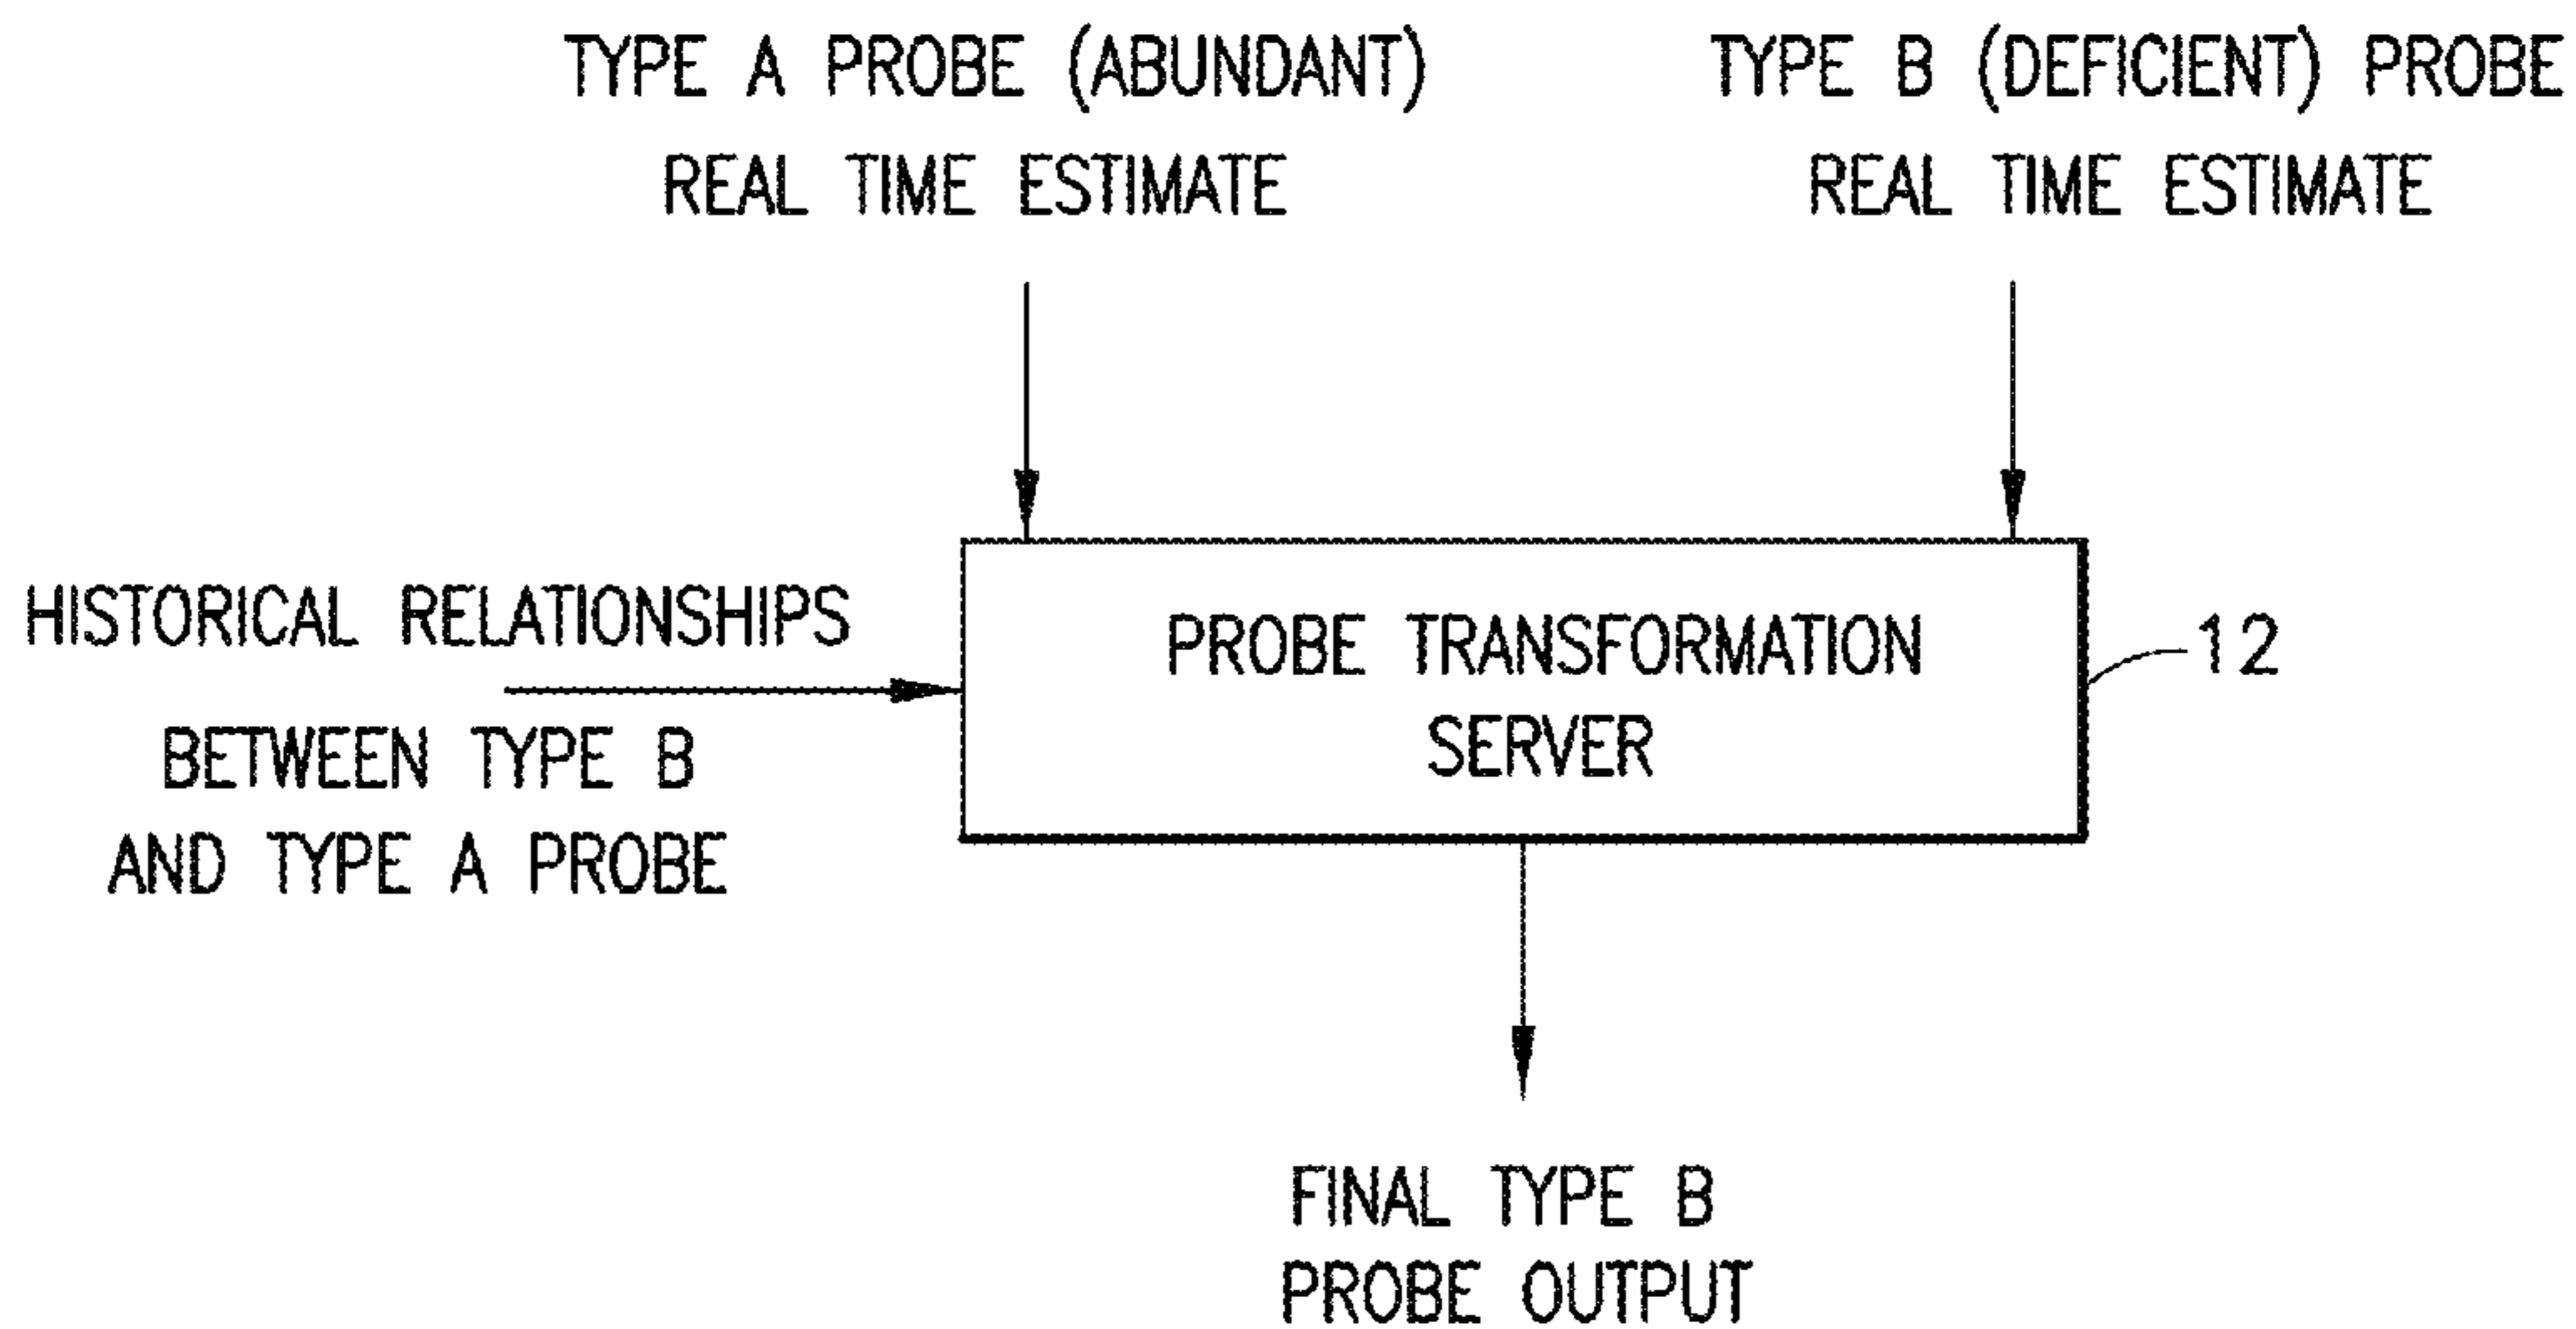 TYPE A PROBE (ABUNDANT)
REAL TIME ESTIMATE
TYPE B (DEFICIENT) PROBE
REAL TIME ESTIMATE
HISTORICAL RELATIONSHIPS
BETWEEN TYPE B
AND TYPE A PROBE
PROBE TRANSFORMATION
SERVER
12
FINAL TYPE B
PROBE OUTPUT